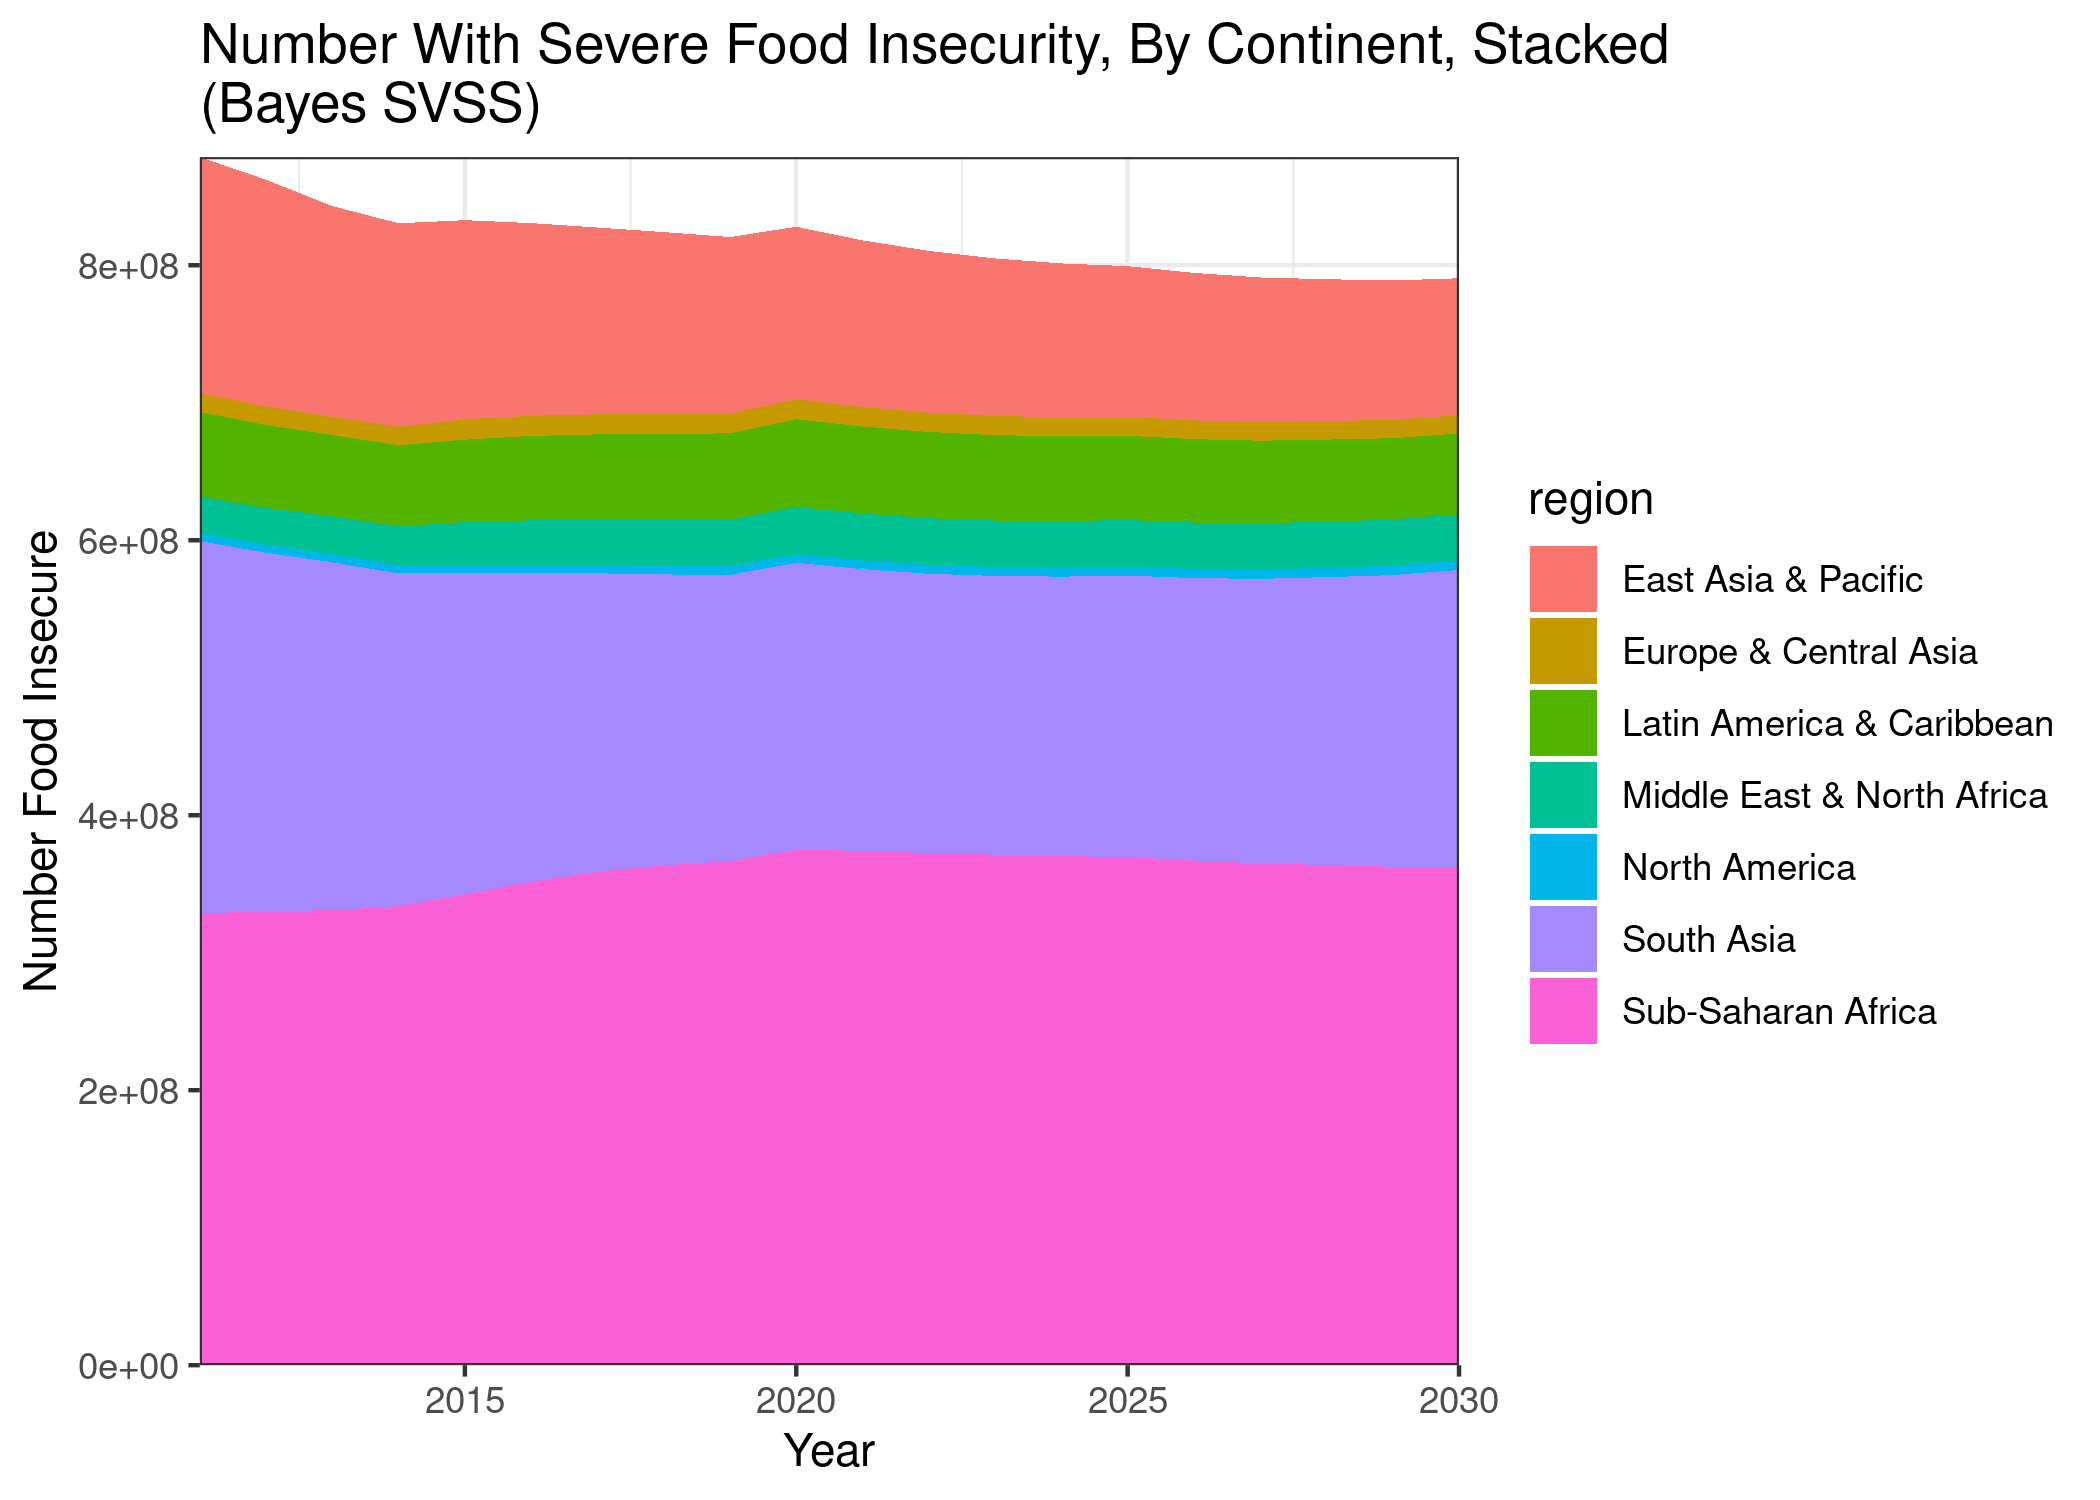 Number With Severe Food Insecurity, By Continent, Stacked
(Bayes SVSS)
Number Food Insecure
8e+08
6e+08
4e+08
2e+08
0e+00
2015
2020
2025
2030
Year
region
East Asia & Pacific
Europe & Central Asia
Latin America & Caribbean
Middle East & North Africa
North America
South Asia
Sub-Saharan Africa